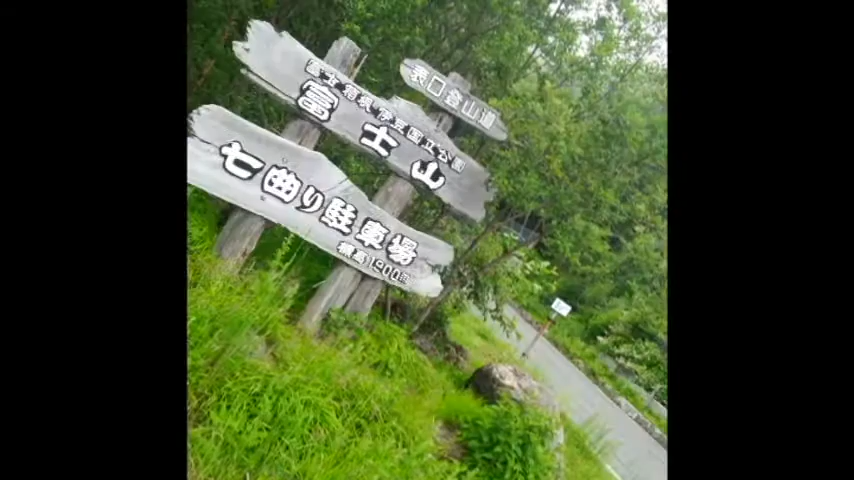 表口登山道
富士箱根伊豆国立公園
富士山
七曲り駐車場
標高1900m